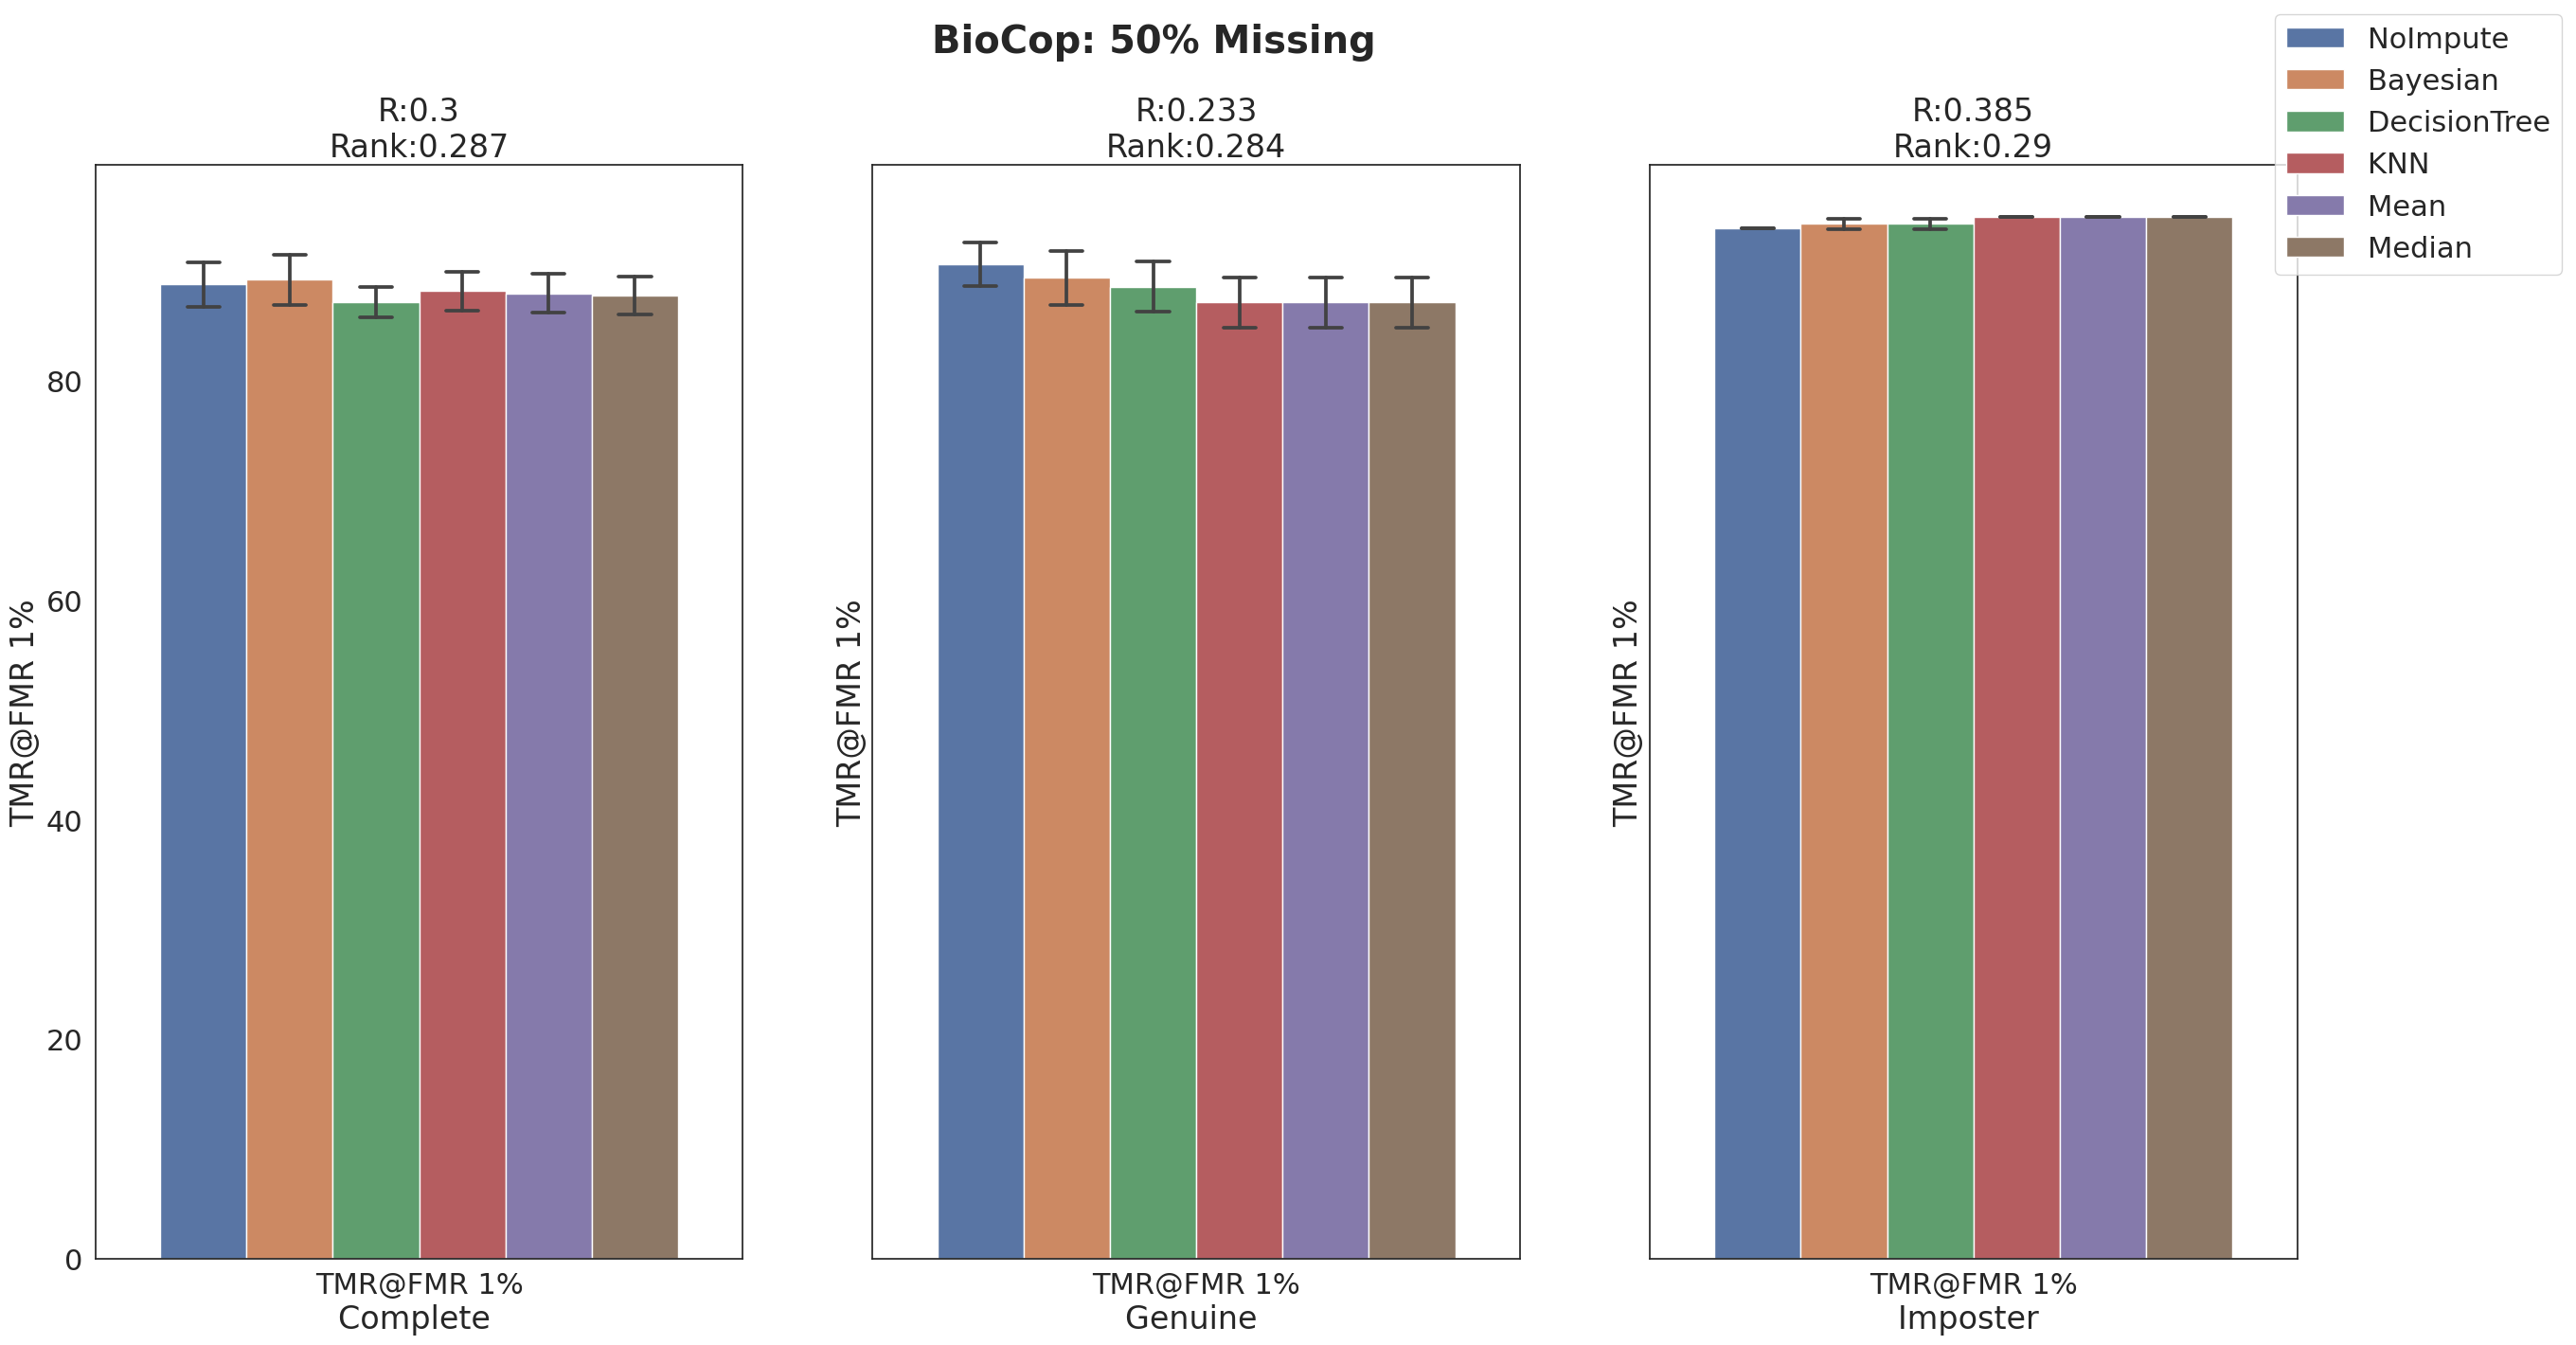 BioCop: 50% Missing
NoImpute
Bayesian
DecisionTree
KNN
Mean
Median
R:0.3
Rank:0.287
R:0.233
Rank:0.284
R:0.385
Rank:0.29
TMR@FMR 1%
80
60
40
20
0
TMR@FMR 1%
Complete
TMR@FMR 1%
TMR@FMR 1%
Genuine
TMR@FMR 1%
TMR@FMR 1%
Imposter